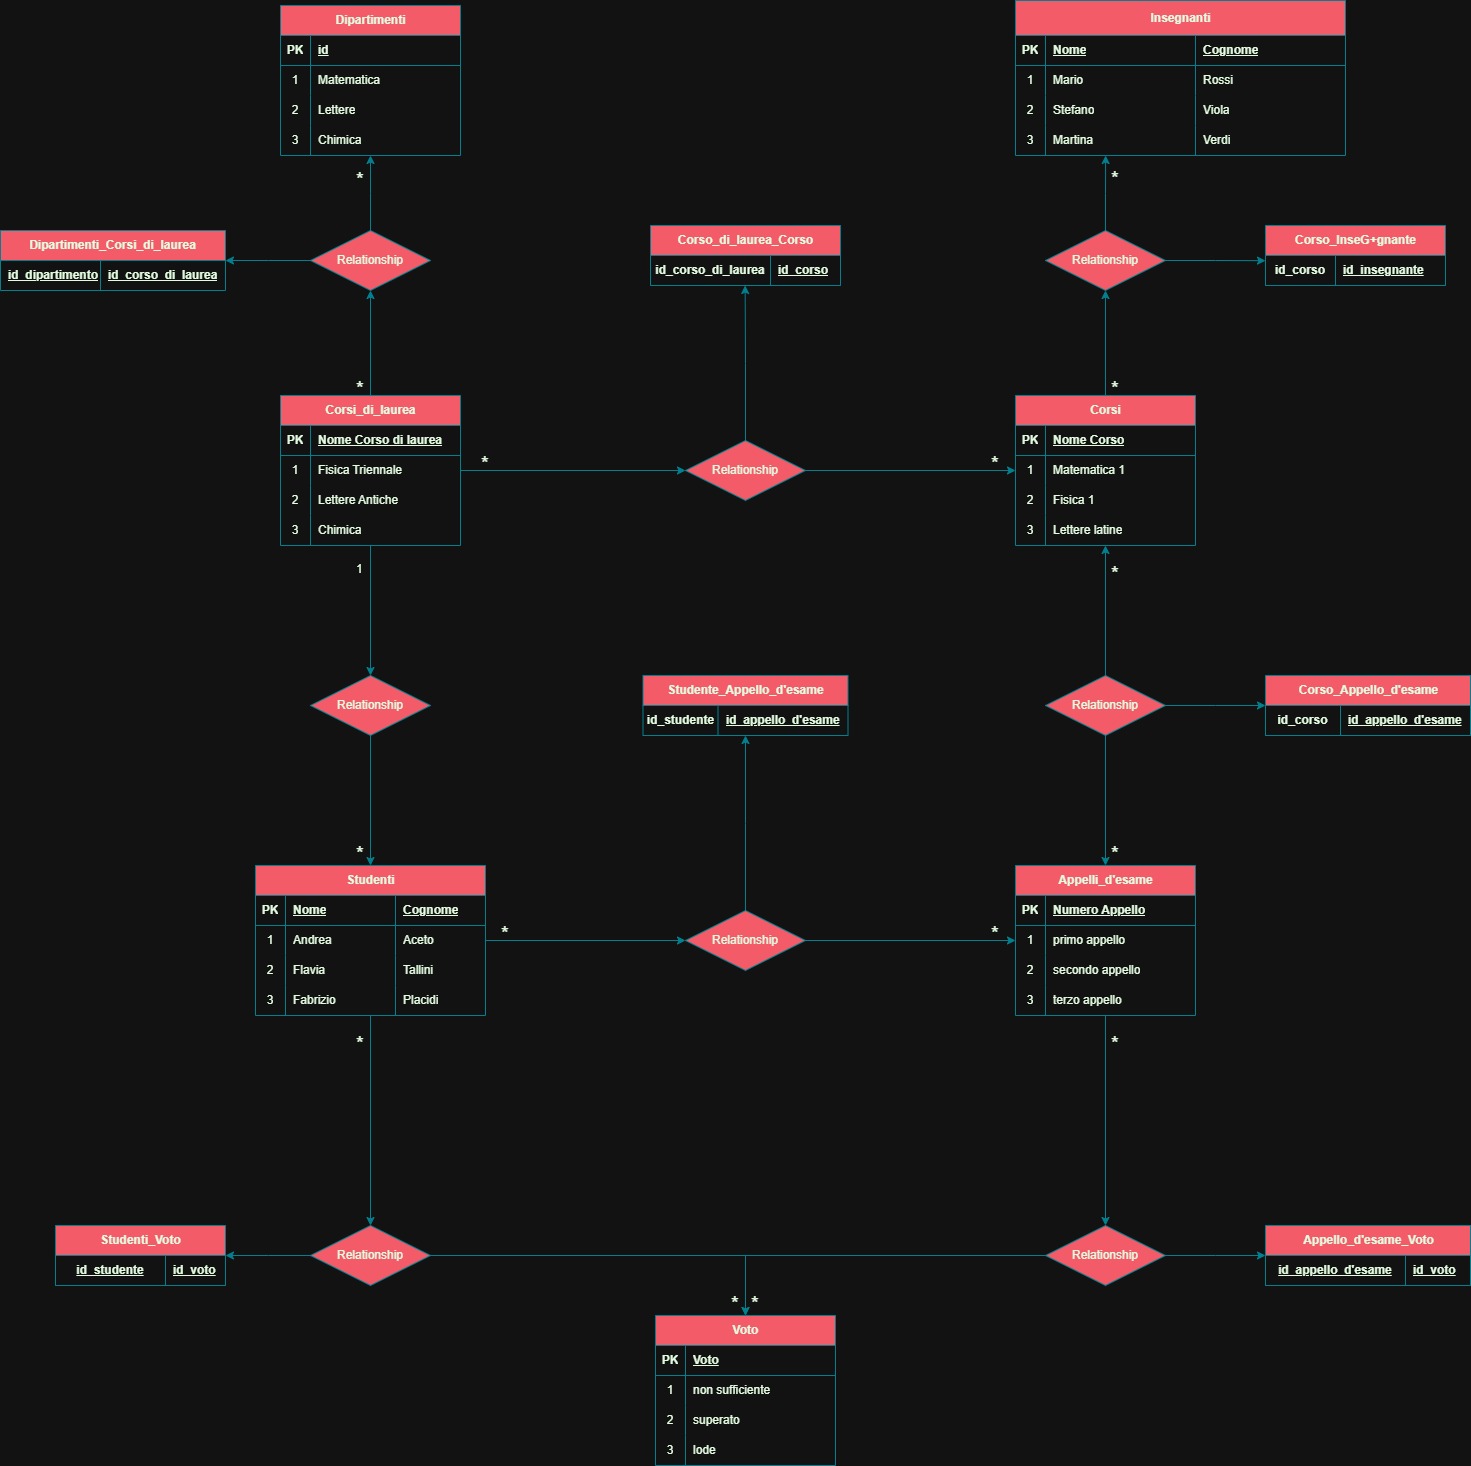 Dipartimenti
PK id
1 Matematica
2 Lettere
3 Chimica
*
Insegnanti
PK Nome Cognome
1 Mario Rossi
2 Stefano Viola
3 Martina Verdi
*
Dipartimenti_Corsi_di_laurea
id_dipartimento id_corso_di_laurea
Relationship
*
Corso_di_laurea_Corso
id_corso_di_laurea id_corso
Relationship
*
Corso_InseG+gnante
id_corso id_insegnante
Corsi_di_laurea
PK Nome Corso di laurea
1 Fisica Triennale
2 Lettere Antiche
3 Chimica
1
*
Relationship
*
Corsi
PK Nome Corso
1 Matematica 1
2 Fisica 1
3 Lettere latine
*
Relationship
*
Studente_Appello_d'esame
id_studente id_appello_d'esame
Relationship
*
Corso_Appello_d'esame
id_corso id_appello_d'esame
Studenti
PK Nome Cognome
1 Andrea Aceto
2 Flavia Tallini
3 Fabrizio Placidi
*
*
Relationship
*
Appelli_d'esame
PK Numero Appello
1 primo appello
2 secondo appello
3 terzo appello
*
Studenti_Voto
id_studente id_voto
Relationship
Relationship
Appello_d'esame_Voto
id_appello_d'esame id_voto
* *
Voto
PK Voto
1 non sufficiente
2 superato
3 lode